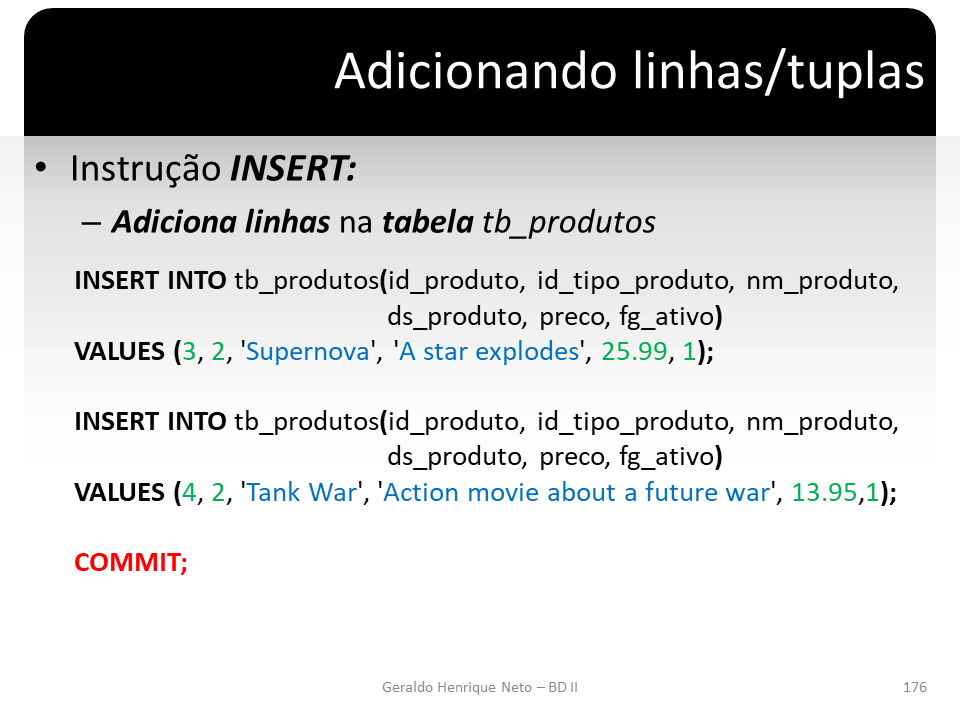 Adicionando linhas/tuplas
• Instrução INSERT:
– Adiciona linhas na tabela tb_produtos
INSERT INTO tb_produtos(id_produto, id_tipo_produto, nm_produto,
ds_produto, preco, fg_ativo)
VALUES (3, 2, 'Supernova', 'A star explodes', 25.99, 1);
INSERT INTO tb_produtos(id_produto, id_tipo_produto, nm_produto,
ds_produto, preco, fg_ativo)
VALUES (4, 2, 'Tank War', 'Action movie about a future war', 13.95,1);
COMMIT;
Geraldo Henrique Neto – BD II
176